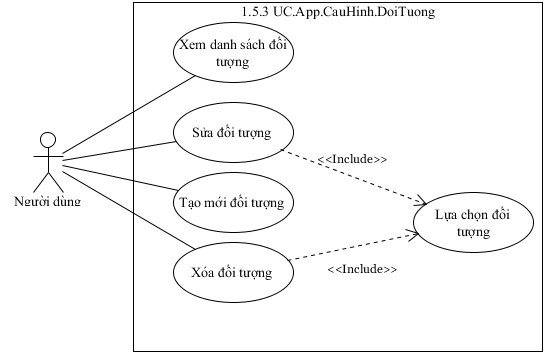 1.5.3 UC.App.CauHinh.DoiTuong
Xem danh sách đối
tượng
Sửa đối tượng
<<Include>>
Người dùng
Tạo mới đối tượng
Lựa chọn đối
tượng
Xóa đối tượng
<<Include>>